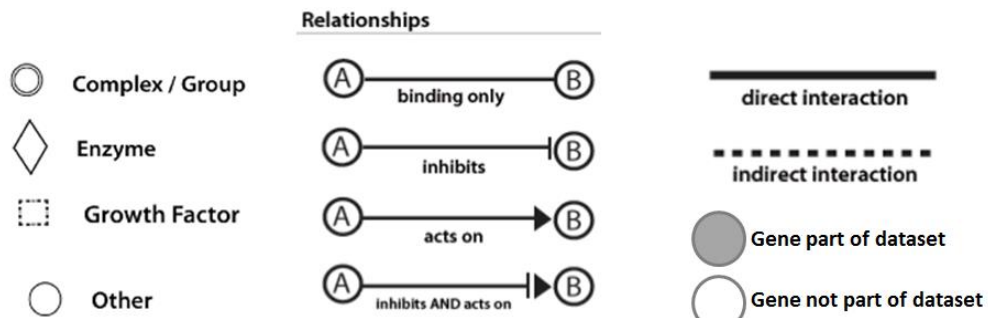 Relationships
Complex / Group
Enzyme
Growth Factor
Other
A B
binding only
A B
inhibits
A B
acts on
A B
inhibits AND acts on
direct interaction
indirect interaction
Gene part of dataset
Gene not part of dataset